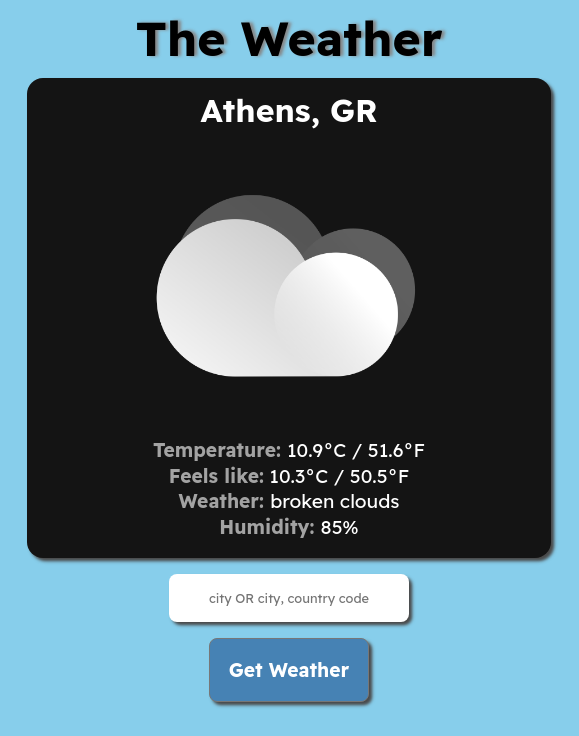 The Weather
Athens, GR
Temperature: 10.9°C / 51.6°F
Feels like: 10.3°C / 50.5°F
Weather: broken clouds
Humidity: 85%
city OR city, country code
Get Weather